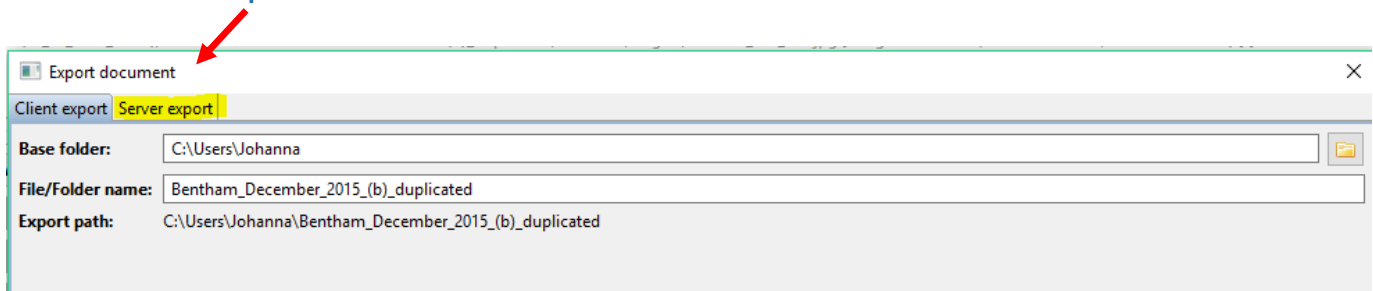 Export document
Client export Server export
Base folder: C:\Users\Johanna
File/Folder name: Bentham_December_2015_(b)_duplicated
Export path: C:\Users\Johanna\Bentham_December_2015_(b)_duplicated